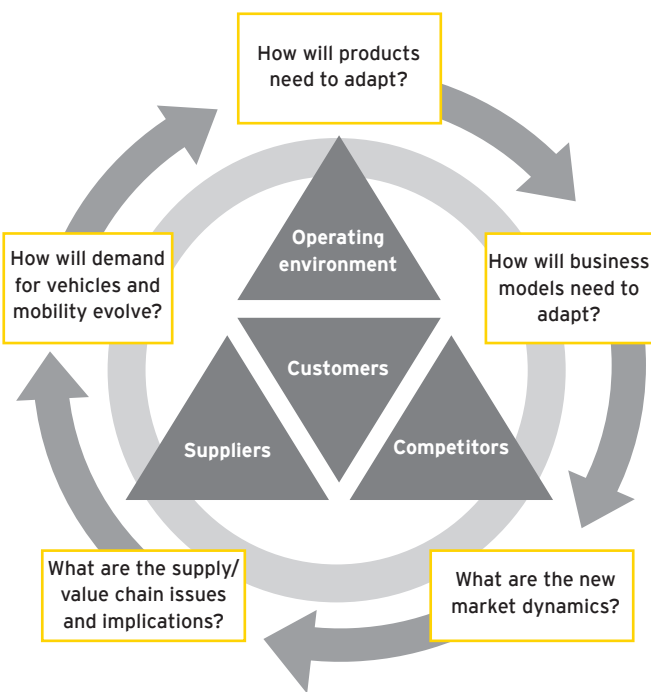 How will products
need to adapt?
Operating
environment
How will demand
for vehicles and
mobility evolve?
How will business
models need to
adapt?
Customers
Suppliers
Competitors
What are the supply/
value chain issues
and implications?
What are the new
market dynamics?